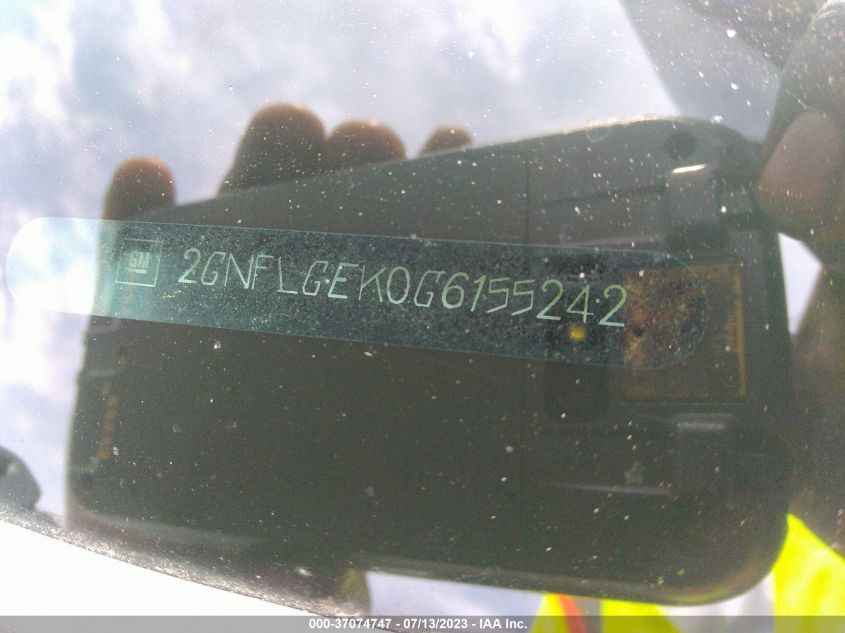 GM 2GNFLGEK0G6155242
000-37074747 - 07/13/2023 - IAA Inc.